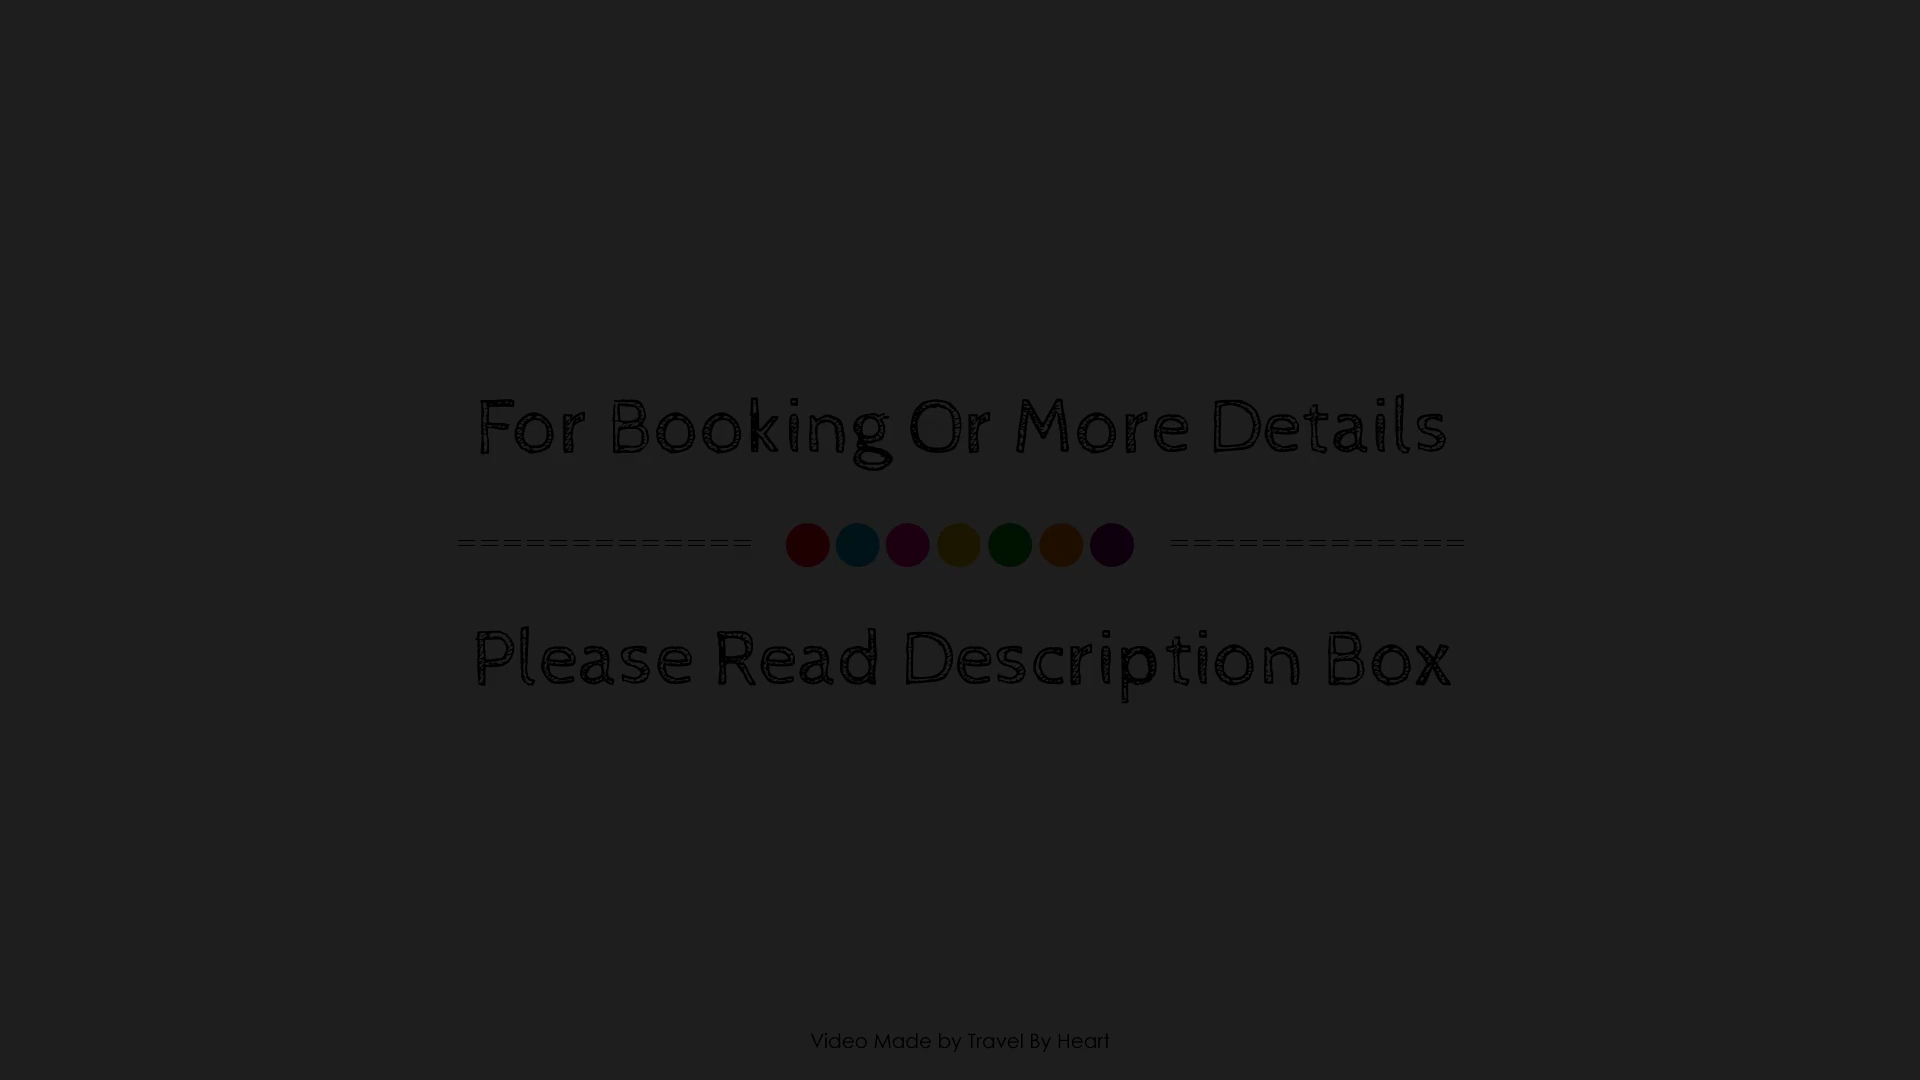 For Booking Or More Details
============= =============
Please Read Description Box
Video Made by Travel By Heart